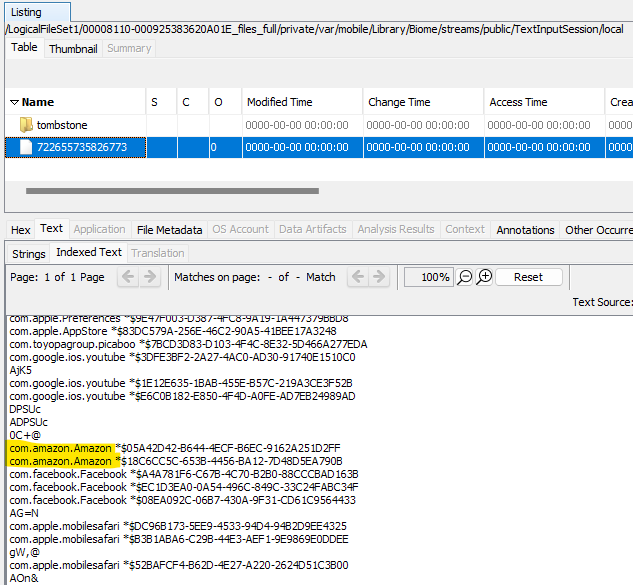 Listing
/LogicalFileSet1/00008110-000925383620A01E_files_full/private/var/mobile/Library/Biome/streams/public/TextInputSession/local
Table Thumbnail Summary
Name S C O Modified Time Change Time Access Time Crea
tombstone 0000-00-00 00:00:00 0000-00-00 00:00:00 0000-00-00 00:00:00 0000
722655735826773 0 0000-00-00 00:00:00 0000-00-00 00:00:00 0000-00-00 00:00:00 0000
Hex Text Application File Metadata OS Account Data Artifacts Analysis Results Context Annotations Other Occurre
Strings Indexed Text Translation
Page: 1 of 1 Page Matches on page: - of - Match 100% Reset
Text Source:
com.apple.Preferences *$9E47F003-D387-4FC8-9A19-1A447379BBD8
com.apple.AppStore *$83DC579A-256E-46C2-90A5-41BEE17A3248
com.toyopagroup.picaboo *$7BCD3D83-D103-4F4C-8E32-5D466A277EDA
com.google.ios.youtube *$3DFE3BF2-2A27-4AC0-AD30-91740E1510C0
AjK5
com.google.ios.youtube *$1E12E635-1BAB-455E-B57C-219A3CE3F52B
com.google.ios.youtube *$E6C0B182-E850-4F4D-A0FE-AD7EB24989AD
DPSUc
ADPSUc
0C+@
com.amazon.Amazon *$05A42D42-B644-4ECF-B6EC-9162A251D2FF
com.amazon.Amazon *$18C6CC5C-653B-4456-BA12-7D48D5EA790B
com.facebook.Facebook *$A4A781F6-C67B-4C70-B2B0-88CCCBAD163B
com.facebook.Facebook *$EC1D3EA0-0A54-496C-849C-33C24FABC34F
com.facebook.Facebook *$08EA092C-06B7-430A-9F31-CD61C9564433
AG=N
com.apple.mobilesafari *$DC96B173-5EE9-4533-94D4-94B2D9EE4325
com.apple.mobilesafari *$B3B1ABA6-C29B-44E3-AEF1-9E9869E0DDEE
gW,@
com.apple.mobilesafari *$52BAFCF4-B62D-4E27-A220-2624D51C3B00
AOn&